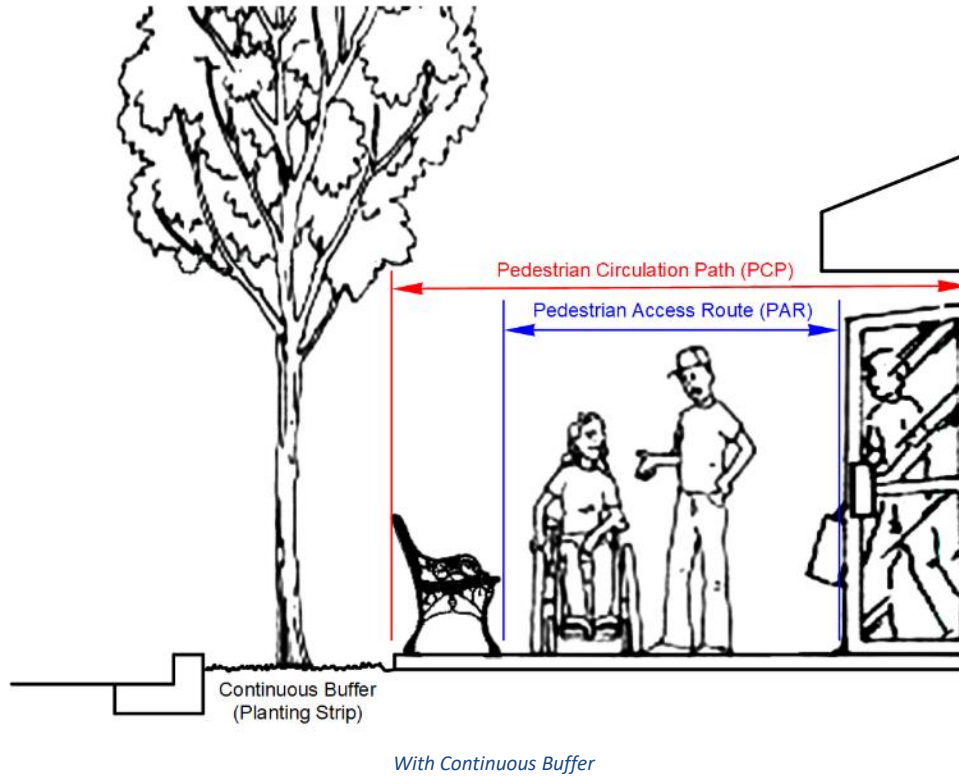 Pedestrian Circulation Path (PCP)
Pedestrian Access Route (PAR)
Continuous Buffer
(Planting Strip)
With Continuous Buffer